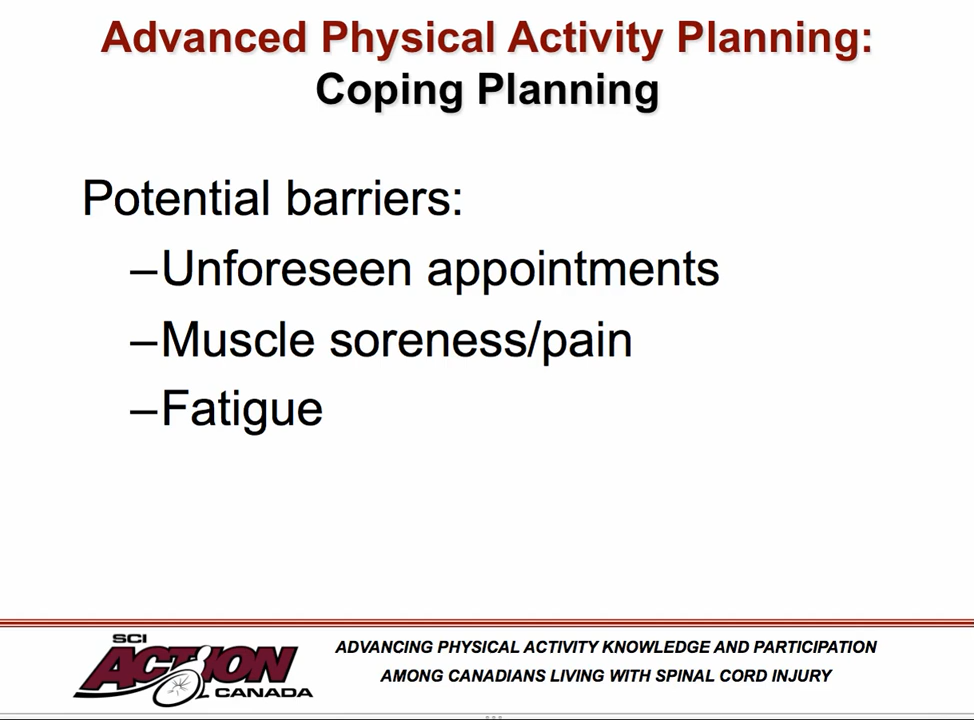 Advanced Physical Activity Planning:
Coping Planning
Potential barriers:
–Unforeseen appointments
–Muscle soreness/pain
–Fatigue
SCI
ACTION
CANADA
ADVANCING PHYSICAL ACTIVITY KNOWLEDGE AND PARTICIPATION
AMONG CANADIANS LIVING WITH SPINAL CORD INJURY